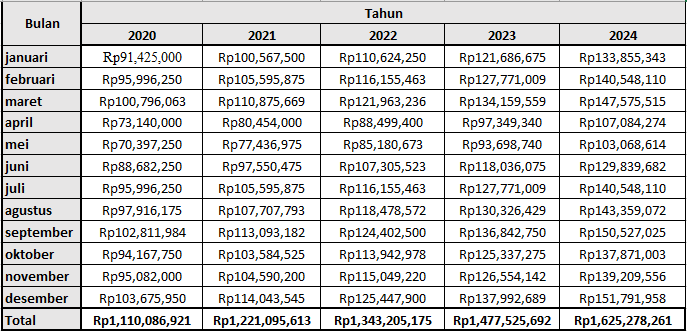 Bulan Tahun
2020 2021 2022 2023 2024
januari Rp91,425,000 Rp100,567,500 Rp110,624,250 Rp121,686,675 Rp133,855,343
februari Rp95,996,250 Rp105,595,875 Rp116,155,463 Rp127,771,009 Rp140,548,110
maret Rp100,796,063 Rp110,875,669 Rp121,963,236 Rp134,159,559 Rp147,575,515
april Rp73,140,000 Rp80,454,000 Rp88,499,400 Rp97,349,340 Rp107,084,274
mei Rp70,397,250 Rp77,436,975 Rp85,180,673 Rp93,698,740 Rp103,068,614
juni Rp88,682,250 Rp97,550,475 Rp107,305,523 Rp118,036,075 Rp129,839,682
juli Rp95,996,250 Rp105,595,875 Rp116,155,463 Rp127,771,009 Rp140,548,110
agustus Rp97,916,175 Rp107,707,793 Rp118,478,572 Rp130,326,429 Rp143,359,072
september Rp102,811,984 Rp113,093,182 Rp124,402,500 Rp136,842,750 Rp150,527,025
oktober Rp94,167,750 Rp103,584,525 Rp113,942,978 Rp125,337,275 Rp137,871,003
november Rp95,082,000 Rp104,590,200 Rp115,049,220 Rp126,554,142 Rp139,209,556
desember Rp103,675,950 Rp114,043,545 Rp125,447,900 Rp137,992,689 Rp151,791,958
Total Rp1,110,086,921 Rp1,221,095,613 Rp1,343,205,175 Rp1,477,525,692 Rp1,625,278,261